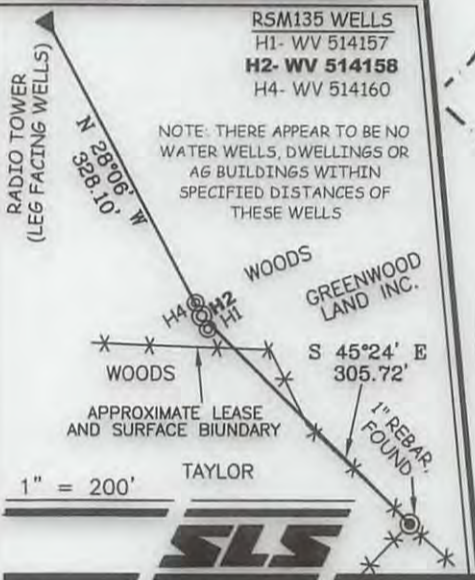 RSM135 WELLS
H1- WV 514157
H2- WV 514158
H4- WV 514160
NOTE: THERE APPEAR TO BE NO
WATER WELLS, DWELLINGS OR
AG BUILDINGS WITHIN
SPECIFIED DISTANCES OF
THESE WELLS
RADIO TOWER
(LEG FACING WELLS)
N 28°06' W
328.10'
WOODS
GREENWOOD
LAND INC.
H4
H2
H1
S 45°24' E
305.72'
WOODS
APPROXIMATE LEASE
AND SURFACE BIUNDARY
1" REBAR,
FOUND
TAYLOR
1" = 200'
SLS